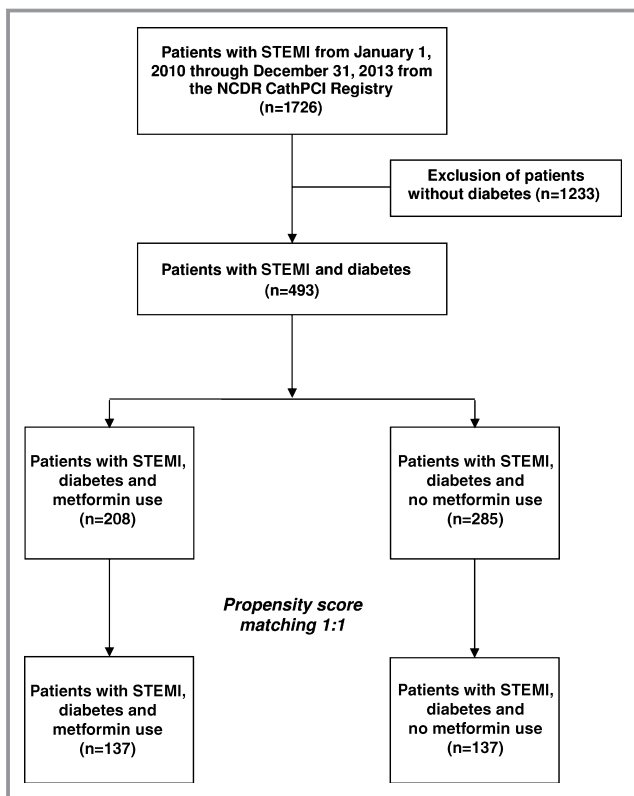 Patients with STEMI from January 1,
2010 through December 31, 2013 from
the NCDR CathPCI Registry
(n=1726)
Exclusion of patients
without diabetes (n=1233)
Patients with STEMI and diabetes
(n=493)
Patients with STEMI,
diabetes and
metformin use
(n=208)
Patients with STEMI,
diabetes and
no metformin use
(n=285)
Propensity score
matching 1:1
Patients with STEMI,
diabetes and
metformin use
(n=137)
Patients with STEMI,
diabetes and
no metformin use
(n=137)